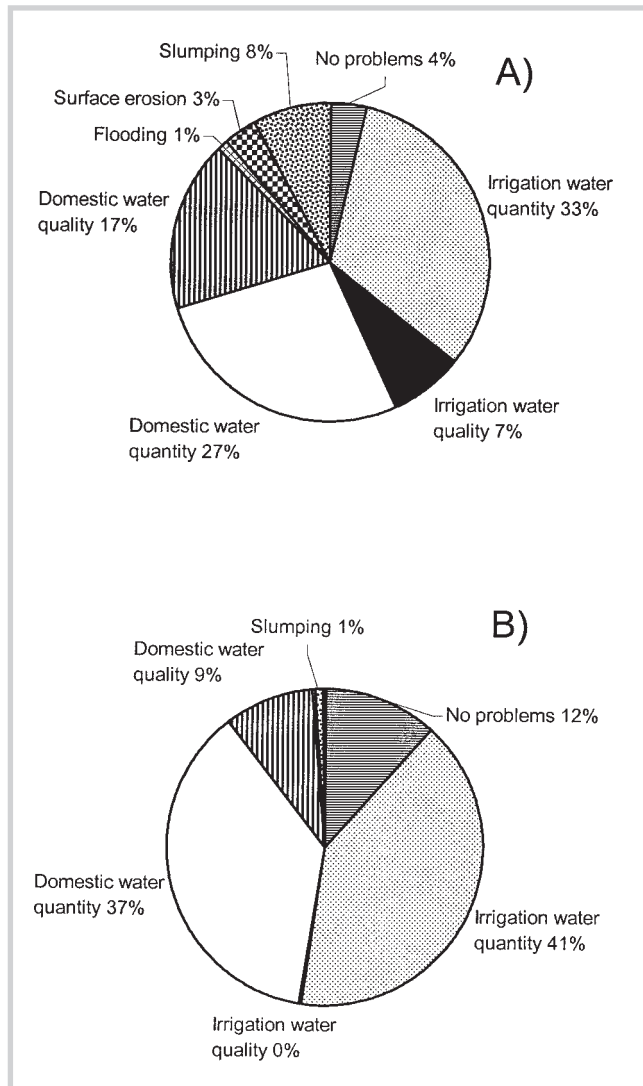 A)
Slumping 8%
No problems 4%
Surface erosion 3%
Flooding 1%
Domestic water
quality 17%
Irrigation water
quantity 33%
Domestic water
quantity 27%
Irrigation water
quality 7%
B)
Slumping 1%
Domestic water
quality 9%
No problems 12%
Domestic water
quantity 37%
Irrigation water
quantity 41%
Irrigation water
quality 0%